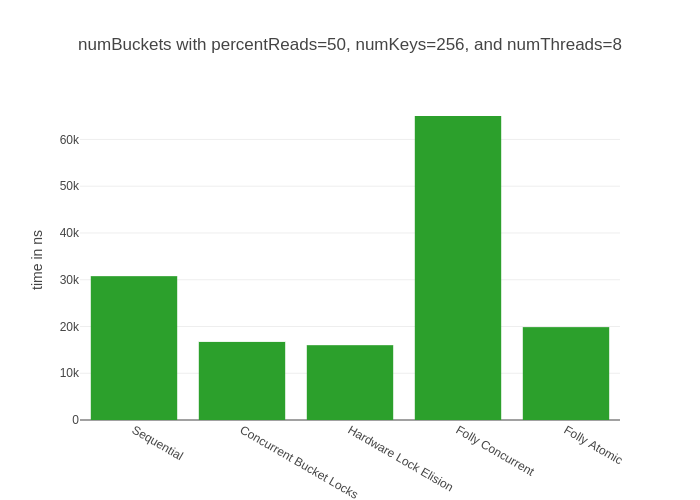 numBuckets with percentReads=50, numKeys=256, and numThreads=8
60k
50k
40k
30k
20k
10k
0
time in ns
Sequential
Concurrent Bucket Locks
Hardware Lock Elision
Folly Concurrent
Folly Atomic